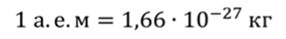 1 а.е.м = 1,66 · 10⁻²⁷ кг